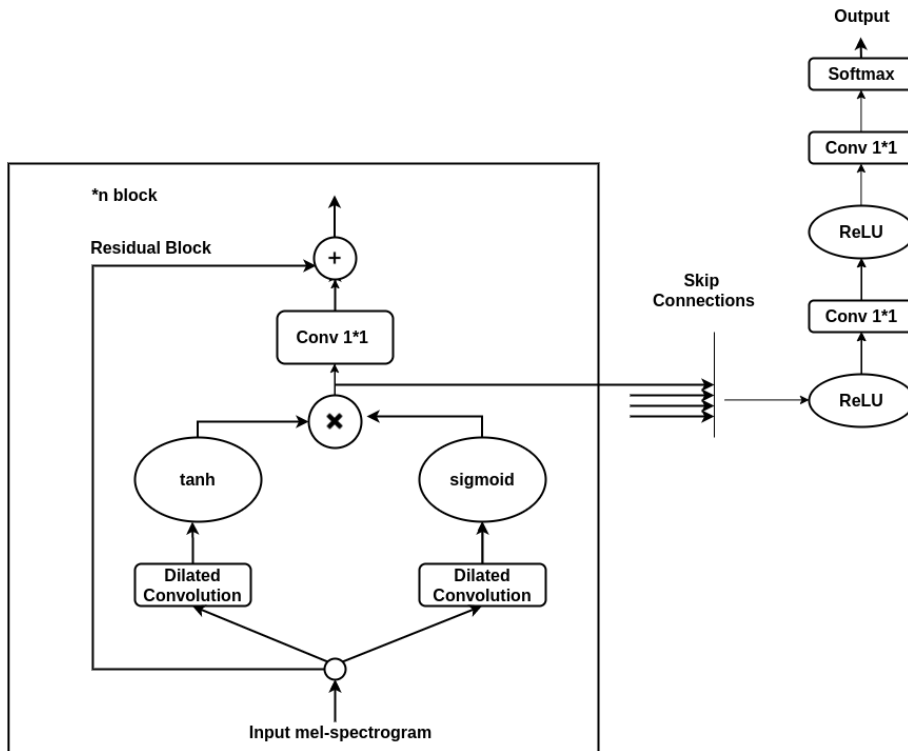 Output
Softmax
Conv 1*1
ReLU
Conv 1*1
ReLU
Skip
Connections
*n block
Residual Block
+
Conv 1*1
×
tanh
sigmoid
Dilated
Convolution
Dilated
Convolution
Input mel-spectrogram